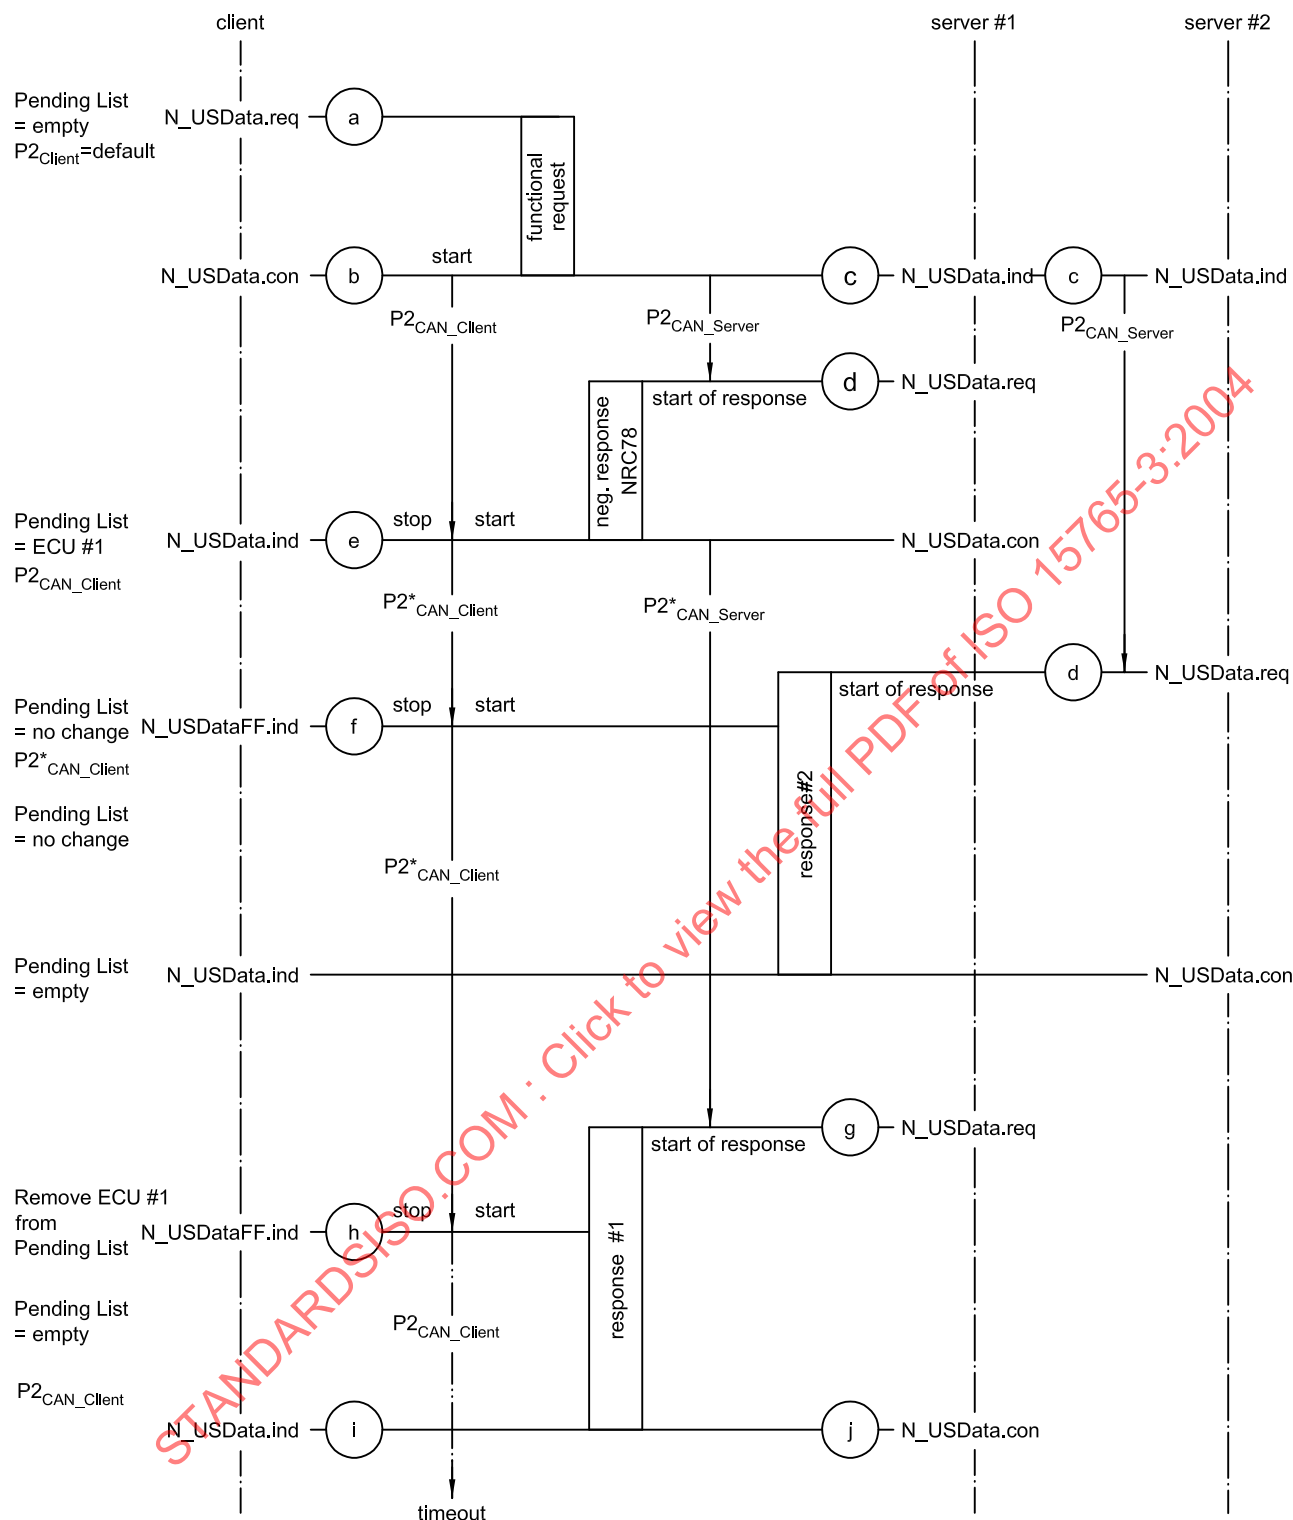 client
server #1
server #2
Pending List
= empty
P2Client=default
N_USData.req
a
functional
request
N_USData.con
b
start
c
N_USData.ind
c
N_USData.ind
P2CAN_Client
P2CAN_Server
P2CAN_Server
start of response
d
N_USData.req
neg. response
NRC78
Pending List
= ECU #1
P2CAN_Client
N_USData.ind
e
stop
start
N_USData.con
P2*CAN_Client
P2*CAN_Server
start of response
d
N_USData.req
Pending List
= no change
P2*CAN_Client
N_USDataFF.ind
f
stop
start
response#2
Pending List
= no change
P2*CAN_Client
Pending List
= empty
N_USData.ind
N_USData.con
start of response
g
N_USData.req
Remove ECU #1
from
Pending List
N_USDataFF.ind
h
stop
start
response #1
Pending List
= empty
P2CAN_Client
P2CAN_Client
N_USData.ind
i
j
N_USData.con
timeout
STANDARDSISO.COM : Click to view the full PDF of ISO 15765-3:2004